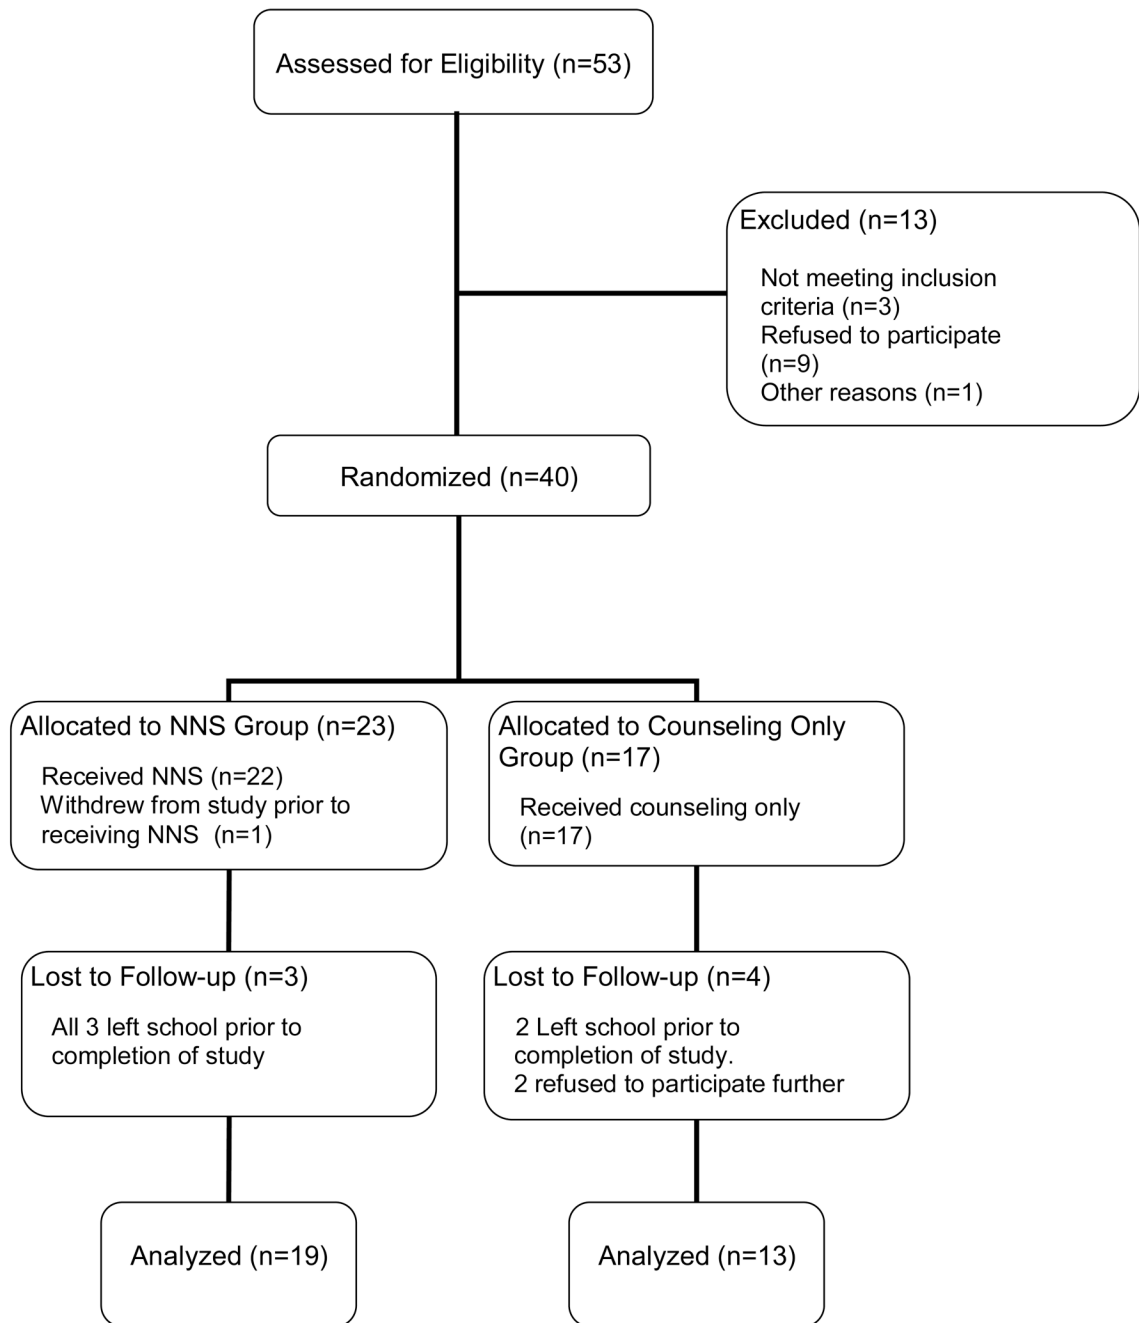 Assessed for Eligibility (n=53)
Excluded (n=13)
Not meeting inclusion
criteria (n=3)
Refused to participate
(n=9)
Other reasons (n=1)
Randomized (n=40)
Allocated to NNS Group (n=23)
Received NNS (n=22)
Withdrew from study prior to
receiving NNS  (n=1)
Allocated to Counseling Only
Group (n=17)
Received counseling only
(n=17)
Lost to Follow-up (n=3)
All 3 left school prior to
completion of study
Lost to Follow-up (n=4)
2 Left school prior to
completion of study.
2 refused to participate further
Analyzed (n=19)
Analyzed (n=13)